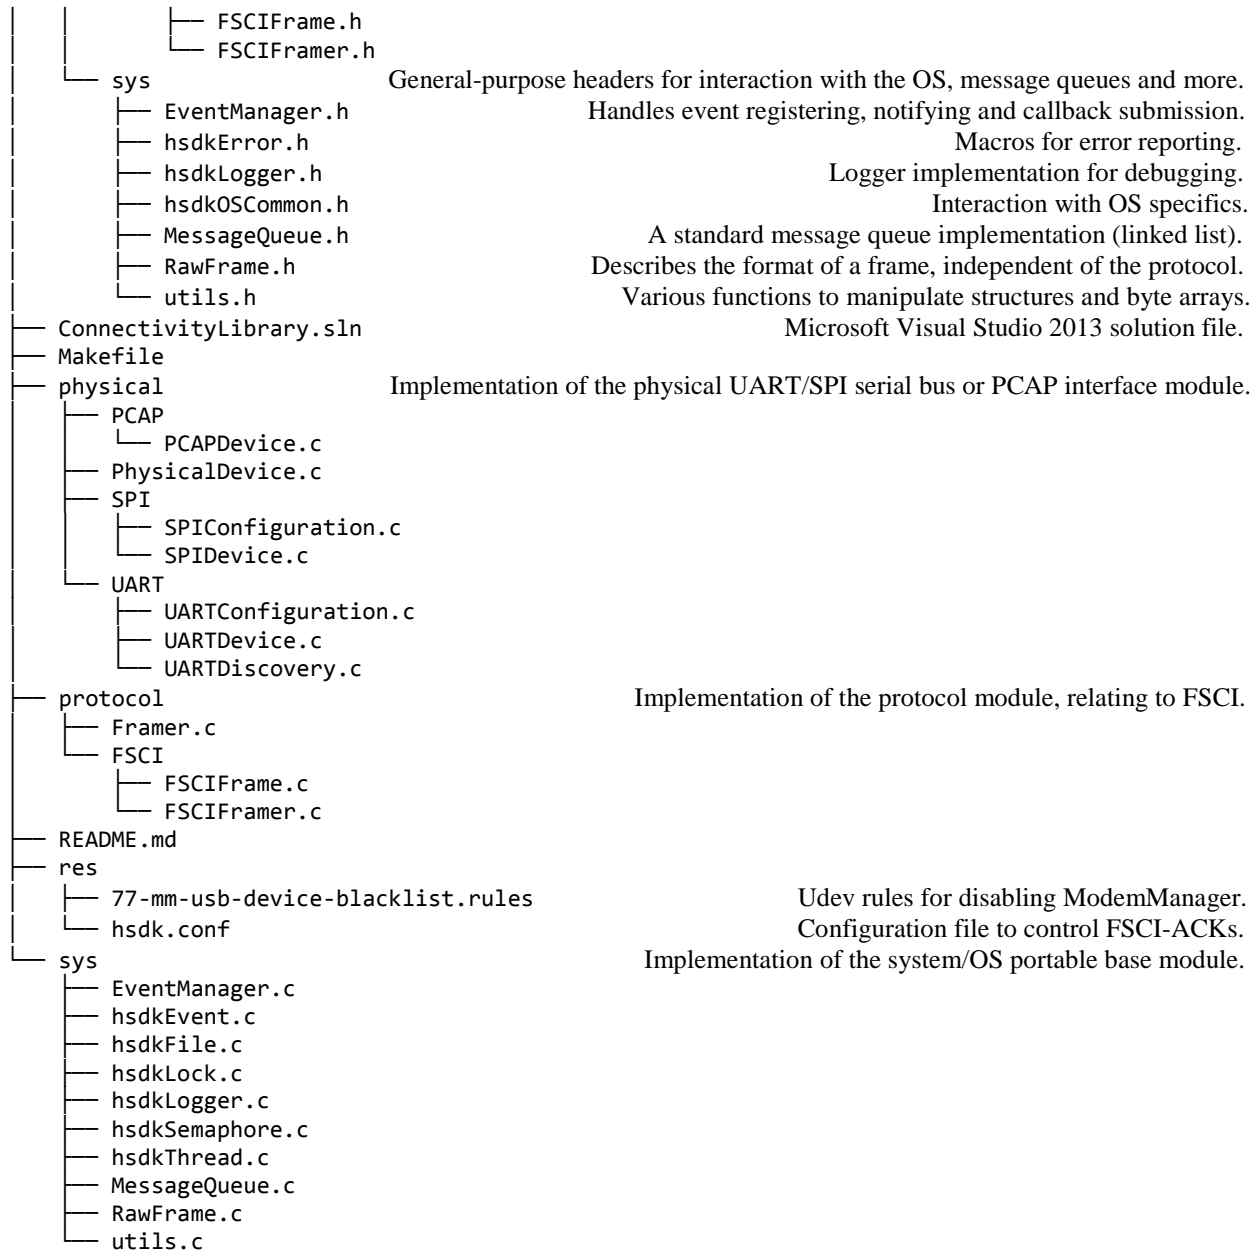 │   │       ├── FSCIFrame.h
│   │       └── FSCIFramer.h
│   └── sys General-purpose headers for interaction with the OS, message queues and more.
│       ├── EventManager.h Handles event registering, notifying and callback submission.
│       ├── hsdkError.h Macros for error reporting.
│       ├── hsdkLogger.h Logger implementation for debugging.
│       ├── hsdkOSCommon.h Interaction with OS specifics.
│       ├── MessageQueue.h A standard message queue implementation (linked list).
│       ├── RawFrame.h Describes the format of a frame, independent of the protocol.
│       └── utils.h Various functions to manipulate structures and byte arrays.
├── ConnectivityLibrary.sln Microsoft Visual Studio 2013 solution file.
├── Makefile
├── physical Implementation of the physical UART/SPI serial bus or PCAP interface module.
│   ├── PCAP
│   │   └── PCAPDevice.c
│   ├── PhysicalDevice.c
│   ├── SPI
│   │   ├── SPIConfiguration.c
│   │   └── SPIDevice.c
│   └── UART
│       ├── UARTConfiguration.c
│       ├── UARTDevice.c
│       └── UARTDiscovery.c
├── protocol Implementation of the protocol module, relating to FSCI.
│   ├── Framer.c
│   └── FSCI
│       ├── FSCIFrame.c
│       └── FSCIFramer.c
├── README.md
├── res
│   ├── 77-mm-usb-device-blacklist.rules Udev rules for disabling ModemManager.
│   └── hsdk.conf Configuration file to control FSCI-ACKs.
└── sys Implementation of the system/OS portable base module.
    ├── EventManager.c
    ├── hsdkEvent.c
    ├── hsdkFile.c
    ├── hsdkLock.c
    ├── hsdkLogger.c
    ├── hsdkSemaphore.c
    ├── hsdkThread.c
    ├── MessageQueue.c
    ├── RawFrame.c
    └── utils.c